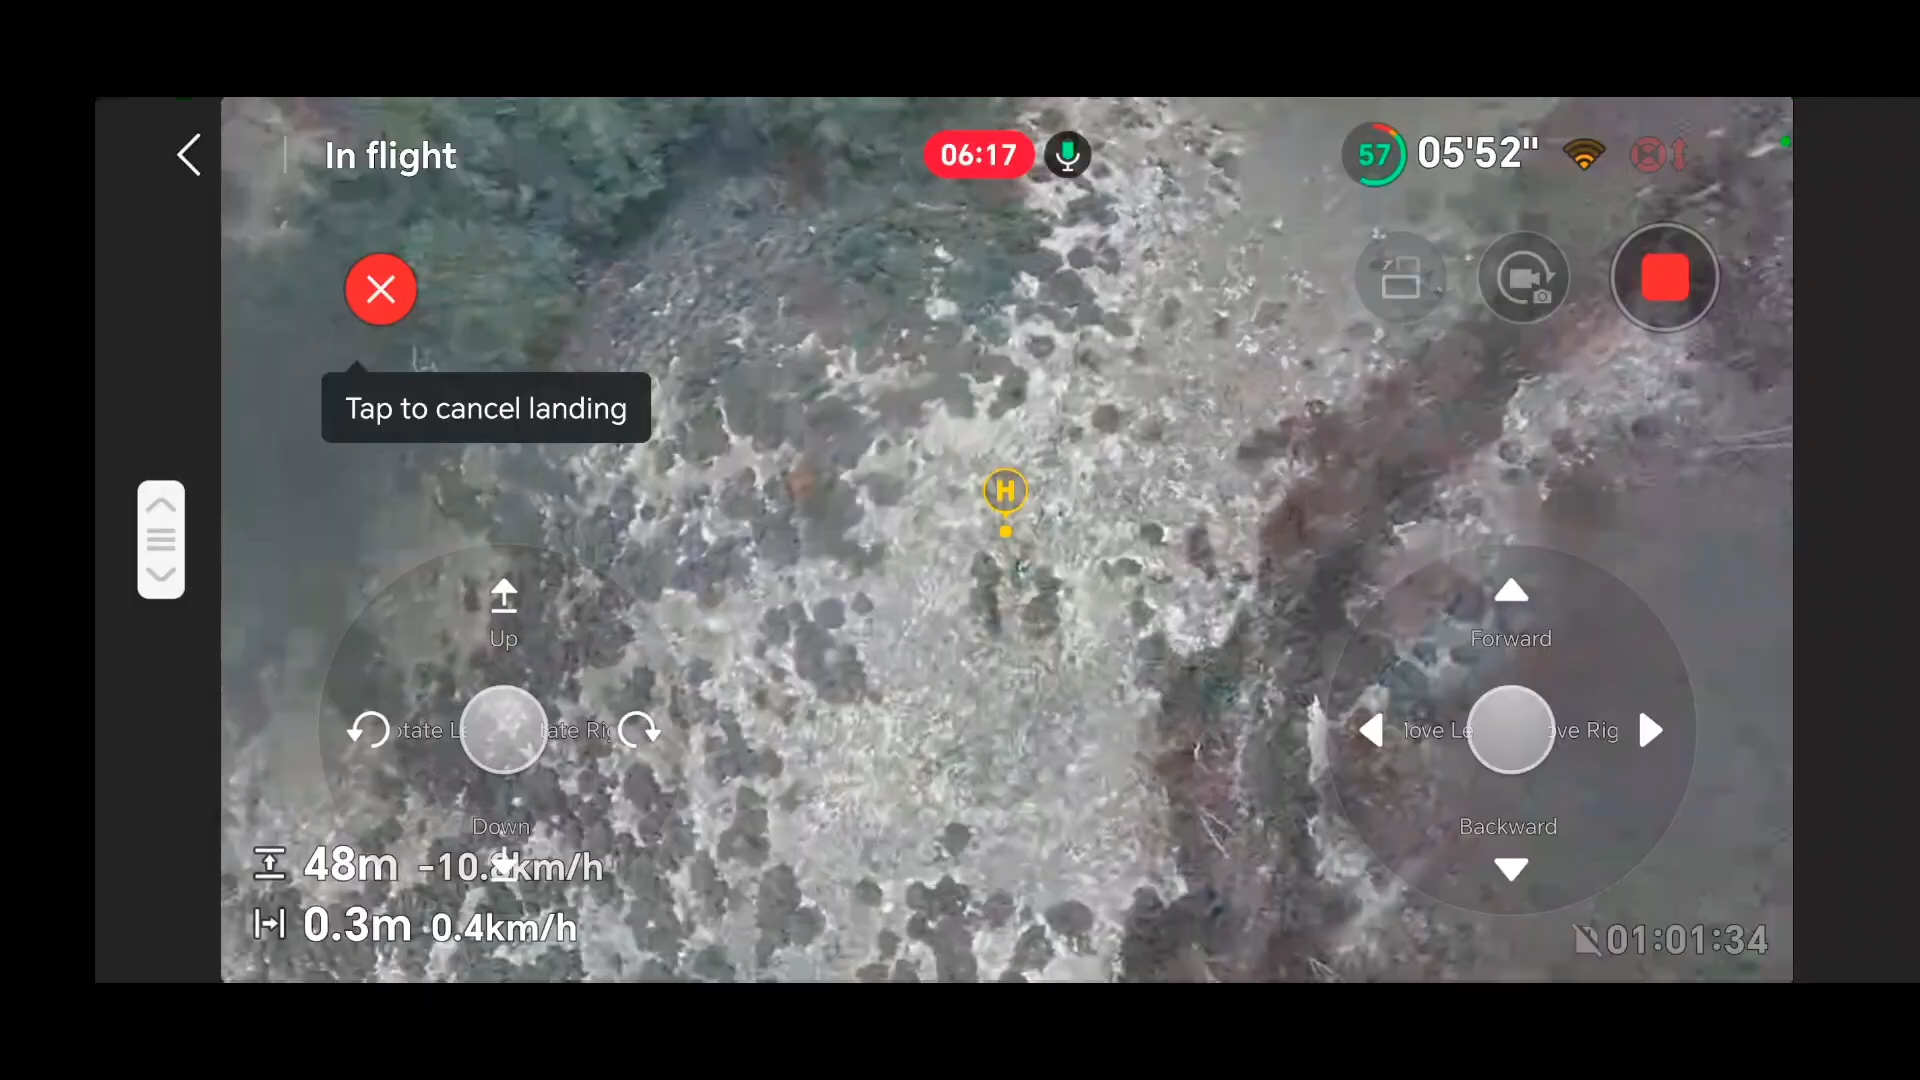 In flight
06:17
57
05'52"
Tap to cancel landing
H
Up
Forward
Down
Backward
48m
0.3m 0.4km/h
01:01:34